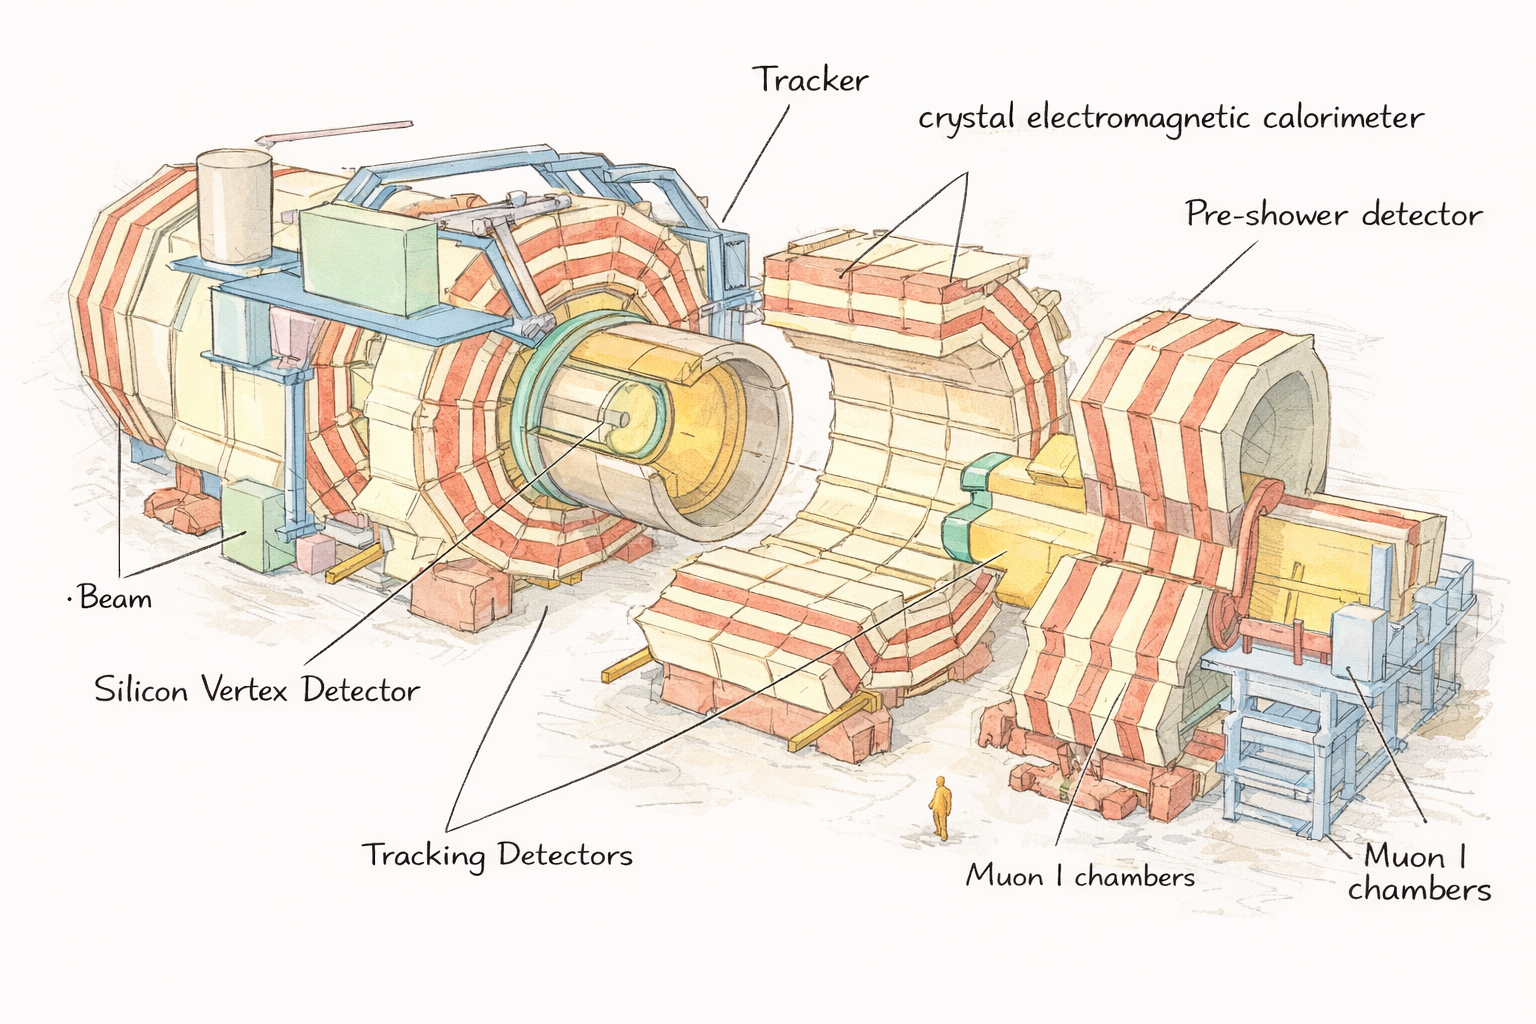 Tracker
crystal electromagnetic calorimeter
Pre-shower detector
·Beam
Silicon Vertex Detector
Tracking Detectors
Muon I chambers
Muon I
chambers